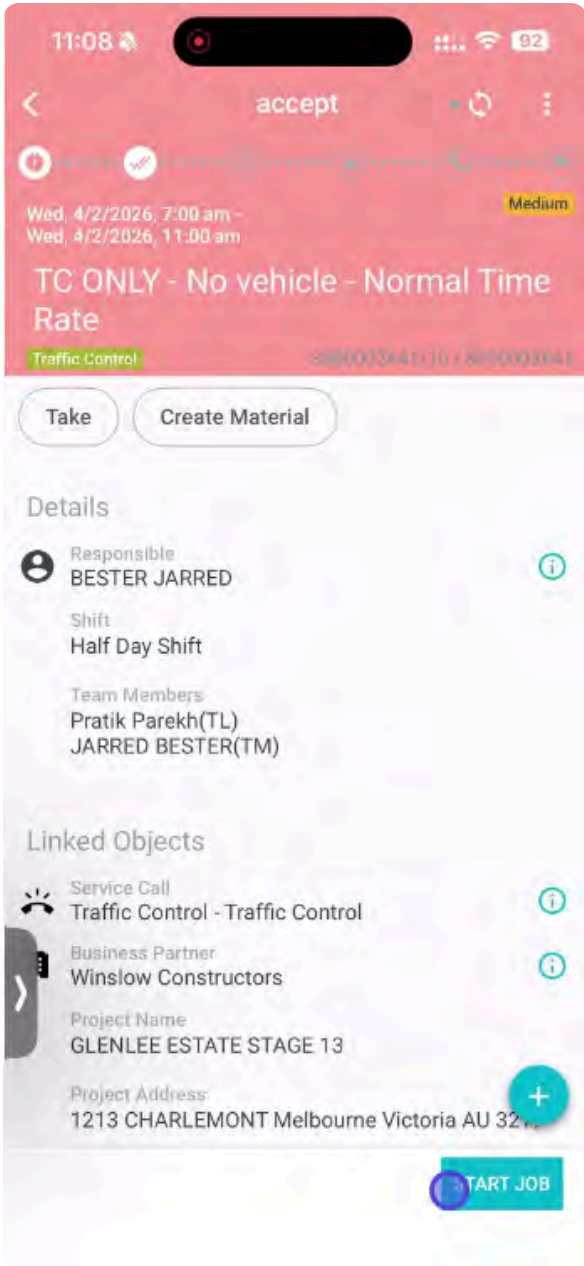 11:08
92
accept
Medium
Wed, 4/2/2026, 7:00 am -
Wed, 4/2/2026, 11:00 am
TC ONLY - No vehicle - Normal Time
Rate
Traffic Control
Take
Create Material
Details
Responsible
BESTER JARRED
Shift
Half Day Shift
Team Members
Pratik Parekh(TL)
JARRED BESTER(TM)
Linked Objects
Service Call
Traffic Control - Traffic Control
Business Partner
Winslow Constructors
Project Name
GLENLEE ESTATE STAGE 13
Project Address
1213 CHARLEMONT Melbourne Victoria AU
START JOB